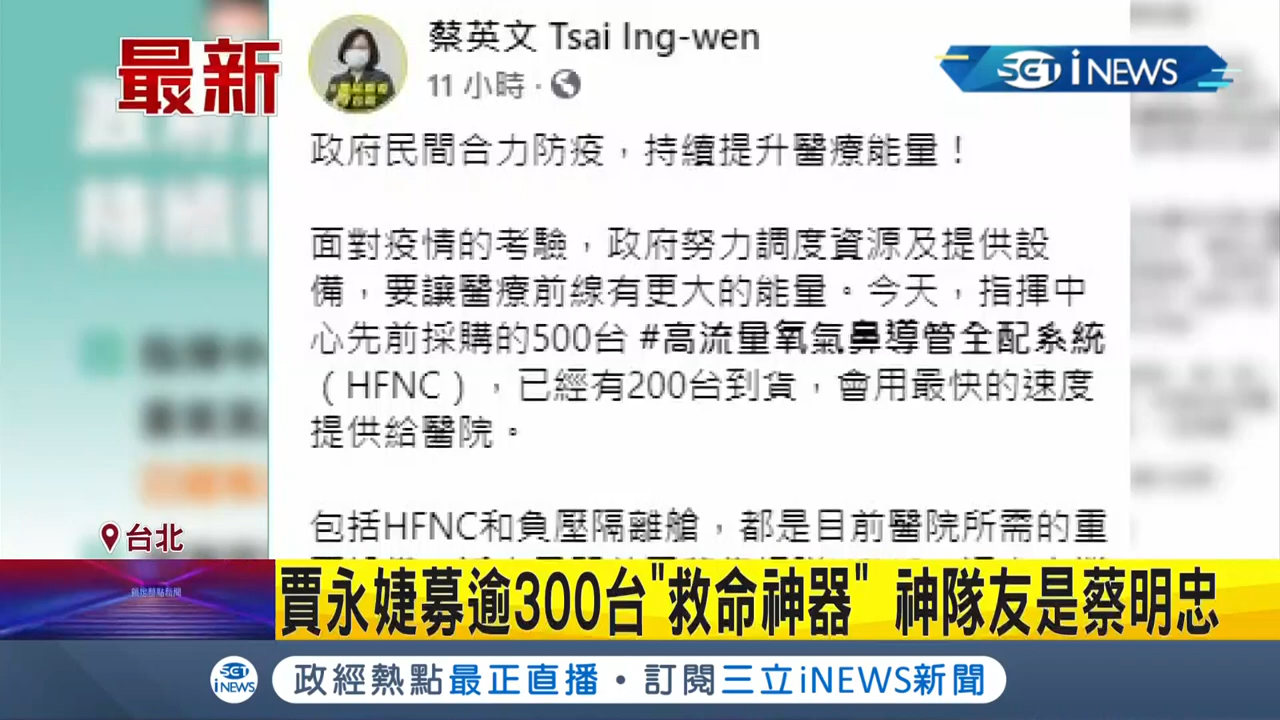 最新
蔡英文 Tsai Ing-wen
11 小時 ·
SET iNEWS
政府民間合力防疫，持續提升醫療能量！
面對疫情的考驗，政府努力調度資源及提供設
備，要讓醫療前線有更大的能量。今天，指揮中
心先前採購的500台 #高流量氧氣鼻導管全配系統
（HFNC），已經有200台到貨，會用最快的速度
提供給醫院。
包括HFNC和負壓隔離艙，都是目前醫院所需的重
台北
賈永婕募逾300台"救命神器" 神隊友是蔡明忠
SET iNEWS
政經熱點最正直播·訂閱三立iNEWS新聞